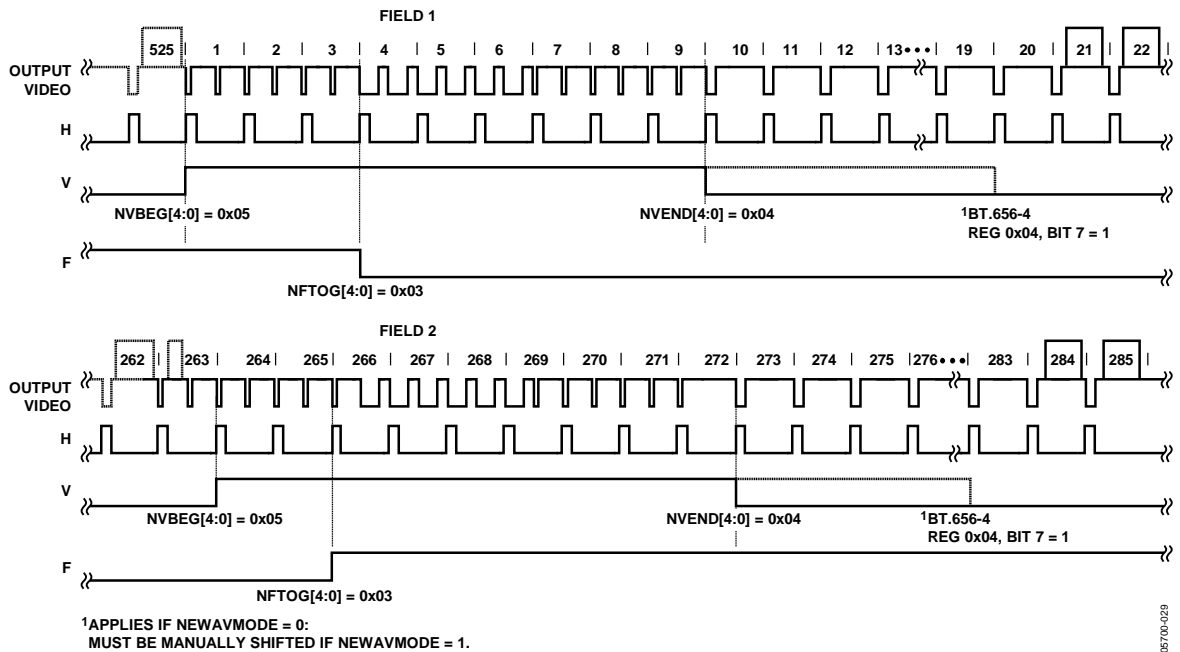 FIELD 1
525 | 1 | 2 | 3 | 4 | 5 | 6 | 7 | 8 | 9 | 10 | 11 | 12 | 13 ••• | 19 | 20 | 21 | 22 |
OUTPUT
VIDEO
H
V
NVBEG[4:0] = 0x05
NVEND[4:0] = 0x04
1BT.656-4
REG 0x04, BIT 7 = 1
F
NFTOG[4:0] = 0x03
FIELD 2
262 | 263 | 264 | 265 | 266 | 267 | 268 | 269 | 270 | 271 | 272 | 273 | 274 | 275 | 276 ••• | 283 | 284 | 285 |
OUTPUT
VIDEO
H
V
NVBEG[4:0] = 0x05
NVEND[4:0] = 0x04
1BT.656-4
REG 0x04, BIT 7 = 1
F
NFTOG[4:0] = 0x03
1APPLIES IF NEWAVMODE = 0:
MUST BE MANUALLY SHIFTED IF NEWAVMODE = 1.
05700-029